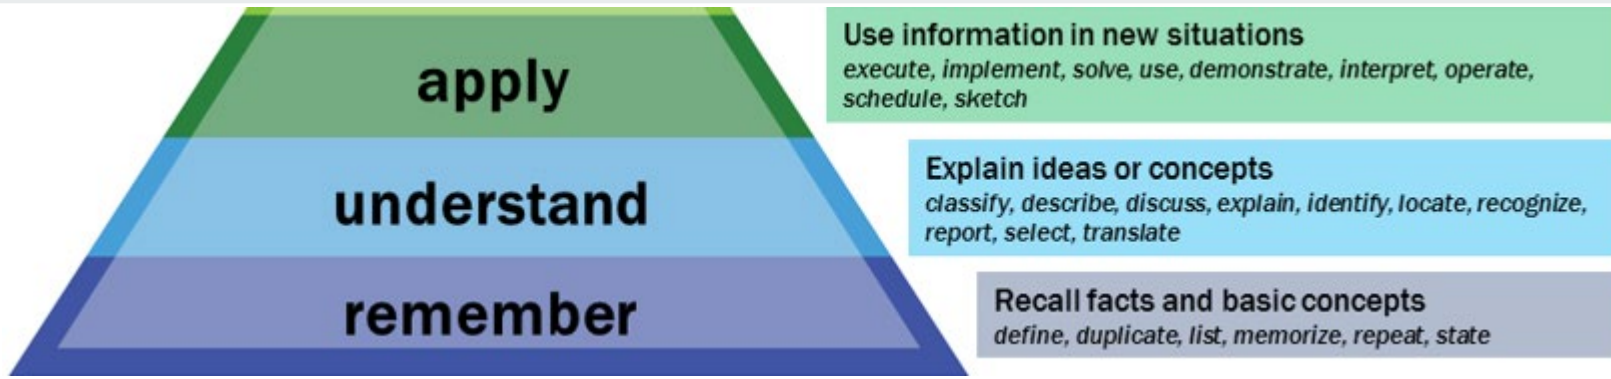 apply
Use information in new situations
execute, implement, solve, use, demonstrate, interpret, operate,
schedule, sketch
understand
Explain ideas or concepts
classify, describe, discuss, explain, identify, locate, recognize,
report, select, translate
remember
Recall facts and basic concepts
define, duplicate, list, memorize, repeat, state